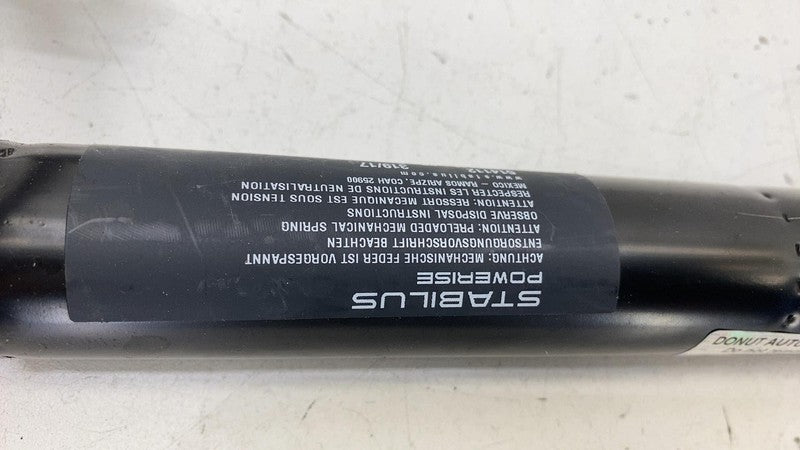 STABILUS
POWERISE
ACHTUNG: MECHANISCHE FEDER IST VORGESPANNT
ENTSORGUNGSVORSCHRIFT BEACHTEN
ATTENTION: PRELOADED MECHANICAL SPRING
OBSERVE DISPOSAL INSTRUCTIONS
ATTENTION: RESSORT MECANIQUE EST SOUS TENSION
RESPECTER LES INSTRUCTIONS DE NEUTRALISATION
MEXICO - RAMOS ARIZPE, COAH 25900
www.stabilus.com
319/17
DONUT AUTO